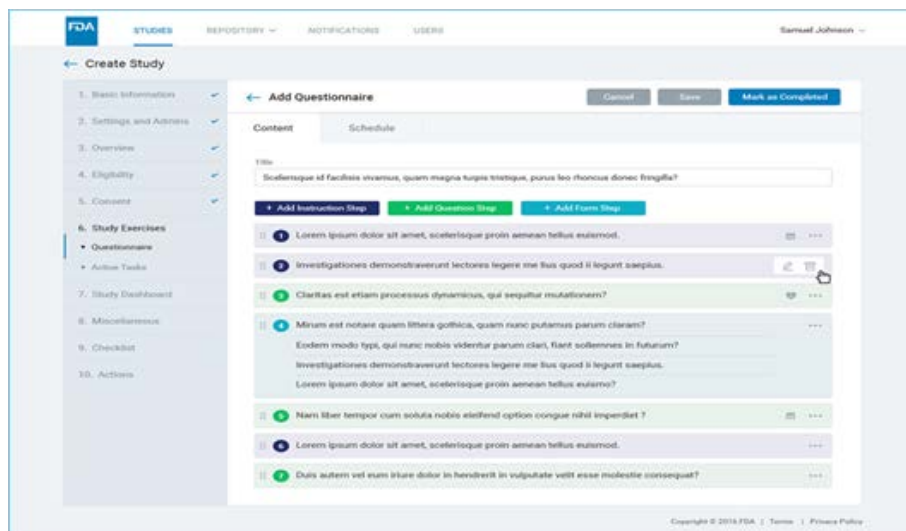 FDA
STUDIES REPOSITORY NOTIFICATIONS USERS Samuel Johnson
← Create Study
1. Basic Information
2. Settings and Admins
3. Overview
4. Eligibility
5. Consent
6. Study Exercises
• Questionnaire
• Active Tasks
7. Study Dashboard
8. Miscellaneous
9. Checklist
10. Actions
← Add Questionnaire Cancel Save Mark as Completed
Content Schedule
Title
Scelerisque id facilisis vivamus, quam magna turpis tristique, purus leo rhoncus donec fringilla?
+ Add Instruction Step + Add Question Step + Add Form Step
1 Lorem ipsum dolor sit amet, scelerisque proin aenean tellus euismod.
2 Investigationes demonstraverunt lectores legere me lius quod ii legunt saepius.
3 Claritas est etiam processus dynamicus, qui sequitur mutationem?
4 Mirum est notare quam littera gothica, quam nunc putamus parum claram?
Eodem modo typi, qui nunc nobis videntur parum clari, fiant sollemnes in futurum?
Investigationes demonstraverunt lectores legere me lius quod ii legunt saepius.
Lorem ipsum dolor sit amet, scelerisque proin aenean tellus euismo?
5 Nam liber tempor cum soluta nobis eleifend option congue nihil imperdiet ?
6 Lorem ipsum dolor sit amet, scelerisque proin aenean tellus euismod.
7 Duis autem vel eum iriure dolor in hendrerit in vulputate velit esse molestie consequat?
Copyright © 2016 FDA | Terms | Privacy Policy